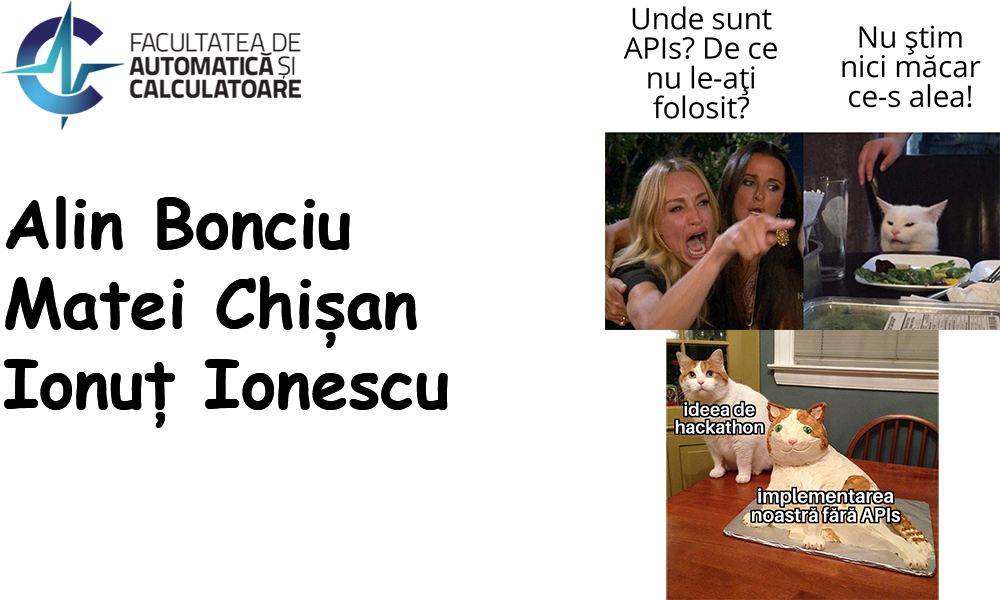 FACULTATEA DE
AUTOMATICĂ ȘI
CALCULATOARE
Alin Bonciu
Matei Chișan
Ionuț Ionescu
Unde sunt
APIs? De ce
nu le-aţi
folosit?
Nu ştim
nici măcar
ce-s alea!
ideea de
hackathon
implementarea
noastră fără APIs